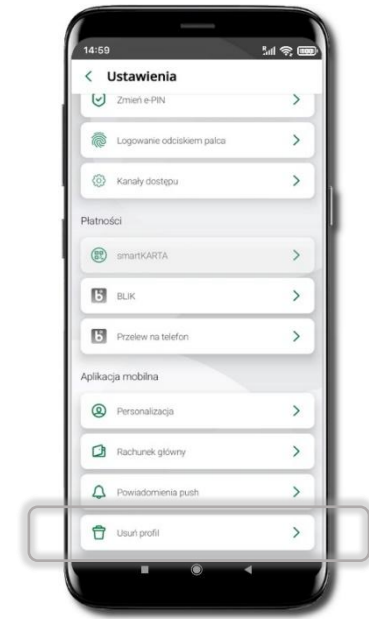 14:59
Ustawienia
Zmień e-PIN
Logowanie odciskiem palca
Kanały dostępu
Płatności
smartKARTA
BLIK
Przelew na telefon
Aplikacja mobilna
Personalizacja
Rachunek główny
Powiadomienia push
Usuń profil